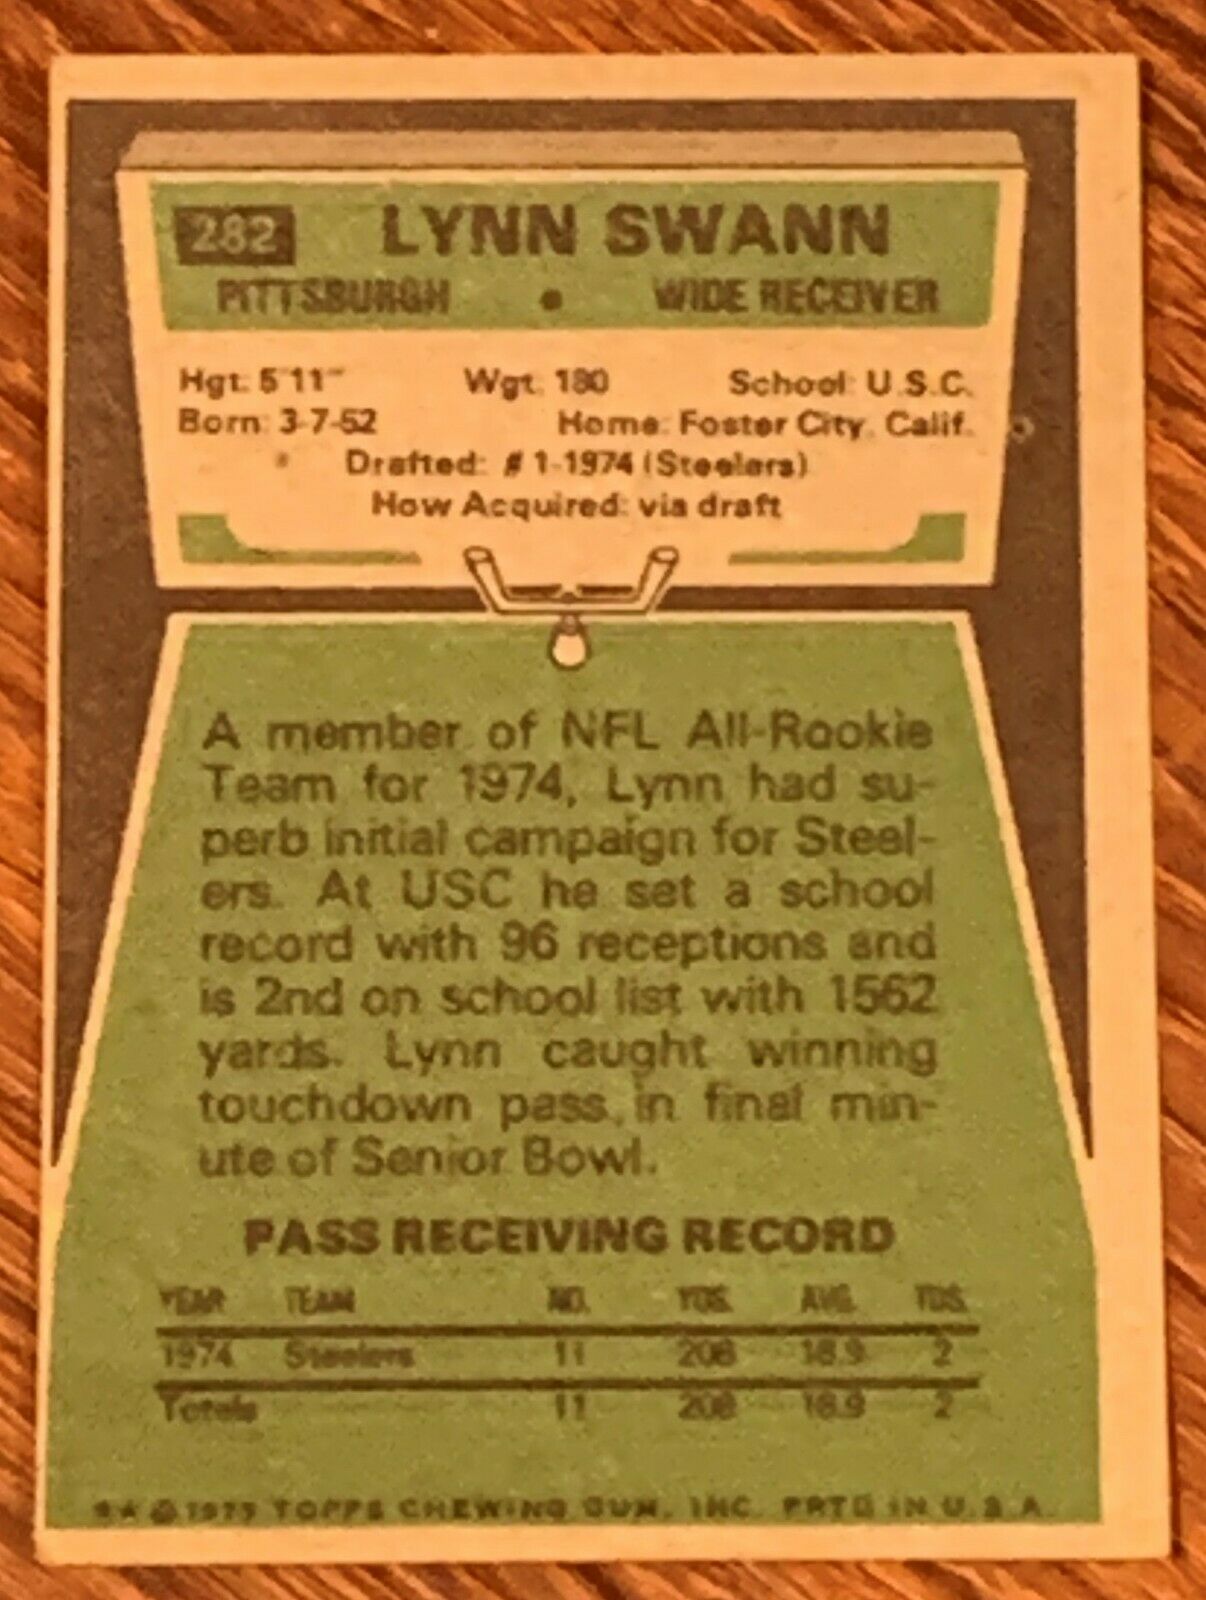 282 LYNN SWANN
PITTSBURGH • WIDE RECEIVER
Hgt: 5'11" Wgt: 180 School: U.S.C.
Born: 3-7-52 Home: Foster City, Calif.
Drafted: #1-1974 (Steelers)
How Acquired: via draft
A member of NFL All-Rookie
Team for 1974, Lynn had su-
perb initial campaign for Steel-
ers. At USC he set a school
record with 96 receptions and
is 2nd on school list with 1562
yards. Lynn caught winning
touchdown pass in final min-
ute of Senior Bowl.
PASS RECEIVING RECORD
YEAR TEAM NO. YDS. AVG. TDS.
1974 Steelers 11 208 18.9 2
Totals 11 208 18.9 2
★ © 1975 TOPPS CHEWING GUM, INC. PRTD IN U.S.A.